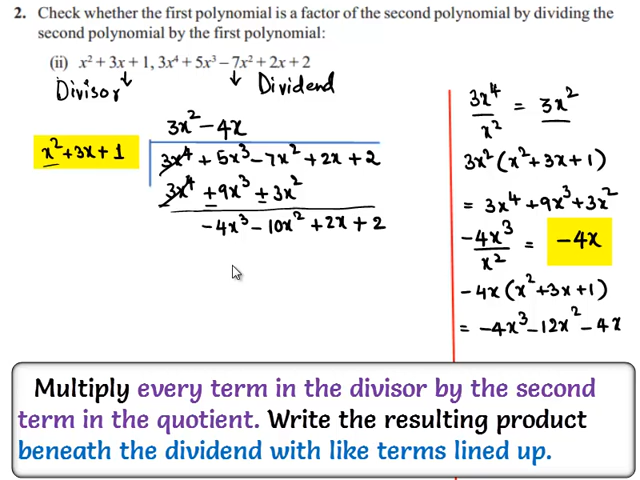 2. Check whether the first polynomial is a factor of the second polynomial by dividing the
second polynomial by the first polynomial:
(ii) x² + 3x + 1, 3x⁴ + 5x³ – 7x² + 2x + 2
Divisor Dividend
3x² – 4x
x² + 3x + 1 3x⁴ + 5x³ – 7x² + 2x + 2
3x⁴ + 9x³ + 3x²
– 4x³ – 10x² + 2x + 2
3x⁴/x² = 3x²
3x² (x² + 3x + 1)
= 3x⁴ + 9x³ + 3x²
–4x³/x² = –4x
– 4x (x² + 3x + 1)
= –4x³ – 12x² – 4x
Multiply every term in the divisor by the second
term in the quotient. Write the resulting product
beneath the dividend with like terms lined up.